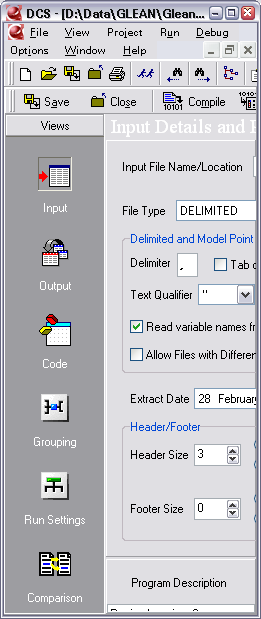 DCS - [D:\Data\GLEAN\Glean...
File View Project Run Debug
Options Window Help
Save Close Compile
Views
Input Details and
Input
Input File Name/Location
File Type DELIMITED
Delimited and Model Point
Delimiter , Tab
Output
Text Qualifier "
Read variable names
Code
Allow Files with Differen
Extract Date 28 February
Grouping
Header/Footer
Header Size 3
Run Settings
Footer Size 0
Comparison
Program Description